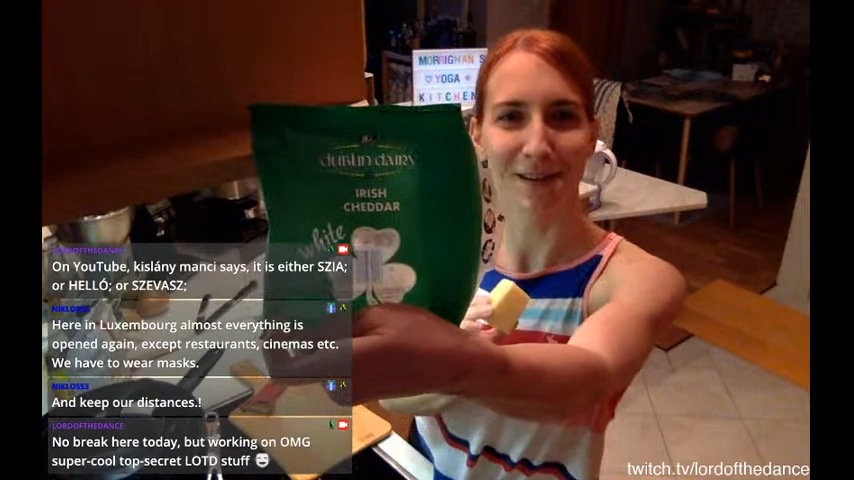 MORRIGHAN S
YOGA
KITCHEN
dublin dairy
IRISH
CHEDDAR
white
LORDOFTHEDANCE
On YouTube, kislány manci says, it is either SZIA;
or HELLÓ; or SZEVASZ;
Here in Luxembourg almost everything is
opened again, except restaurants, cinemas etc.
We have to wear masks.
NIKLOSS3
And keep our distances.!
LORDOFTHEDANCE
No break here today, but working on OMG
super-cool top-secret LOTD stuff
twitch.tv/lordofthedance